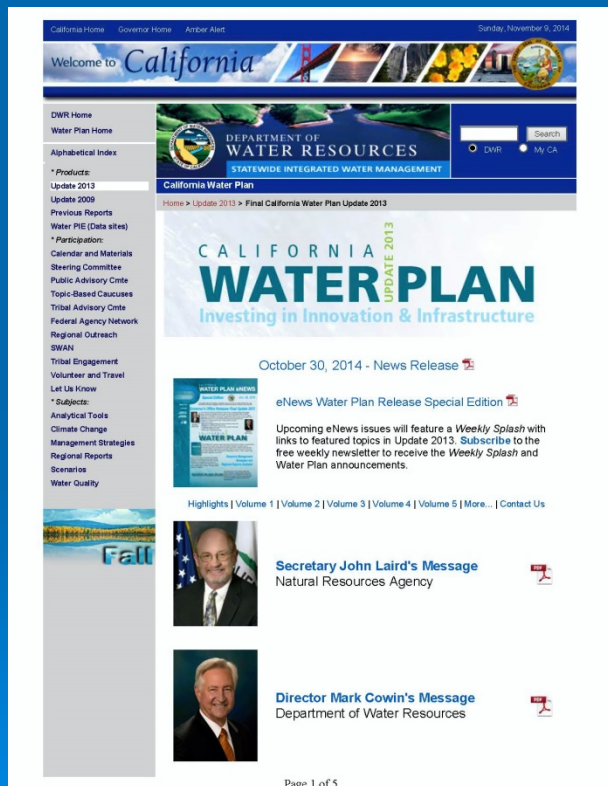 California Home Governor Home Amber Alert Sunday, November 9, 2014
Welcome to California
DWR Home
Water Plan Home
Alphabetical Index
* Products:
Update 2013
Update 2009
Previous Reports
Water PIE (Data sites)
* Participation:
Calendar and Materials
Steering Committee
Public Advisory Cmte
Topic-Based Caucuses
Tribal Advisory Cmte
Federal Agency Network
Regional Outreach
SWAN
Tribal Engagement
Volunteer and Travel
Let Us Know
* Subjects:
Analytical Tools
Climate Change
Management Strategies
Regional Reports
Scenarios
Water Quality
Fall
DEPARTMENT OF
WATER RESOURCES
STATEWIDE INTEGRATED WATER MANAGEMENT
Search
DWR My CA
California Water Plan
Home > Update 2013 > Final California Water Plan Update 2013
CALIFORNIA
WATER PLAN
UPDATE 2013
Investing in Innovation & Infrastructure
October 30, 2014 - News Release
WATER PLAN eNEWS
WATER PLAN
eNews Water Plan Release Special Edition
Upcoming eNews issues will feature a Weekly Splash with
links to featured topics in Update 2013. Subscribe to the
free weekly newsletter to receive the Weekly Splash and
Water Plan announcements.
Highlights | Volume 1 | Volume 2 | Volume 3 | Volume 4 | Volume 5 | More... | Contact Us
Secretary John Laird's Message
Natural Resources Agency
PDF
Director Mark Cowin's Message
Department of Water Resources
PDF
Page 1 of 5